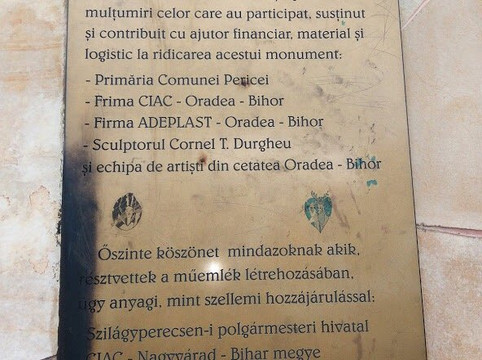 mulțumiri celor care au participat, susținut
și contribuit cu ajutor financiar, material și
logistic la ridicarea acestui monument:
- Primăria Comunei Pericei
- Frima CIAC - Oradea - Bihor
- Firma ADEPLAST - Oradea - Bihor
- Sculptorul Cornel T. Durgheu
și echipa de artiști din cetatea Oradea - Bihor
Őszinte köszönet mindazoknak akik,
résztvettek a műemlék létrehozásában,
úgy anyagi, mint szellemi hozzájárulással:
Szilágyperecsen-i polgármesteri hivatal
CIAC - Nagyvárad - Bihar megye